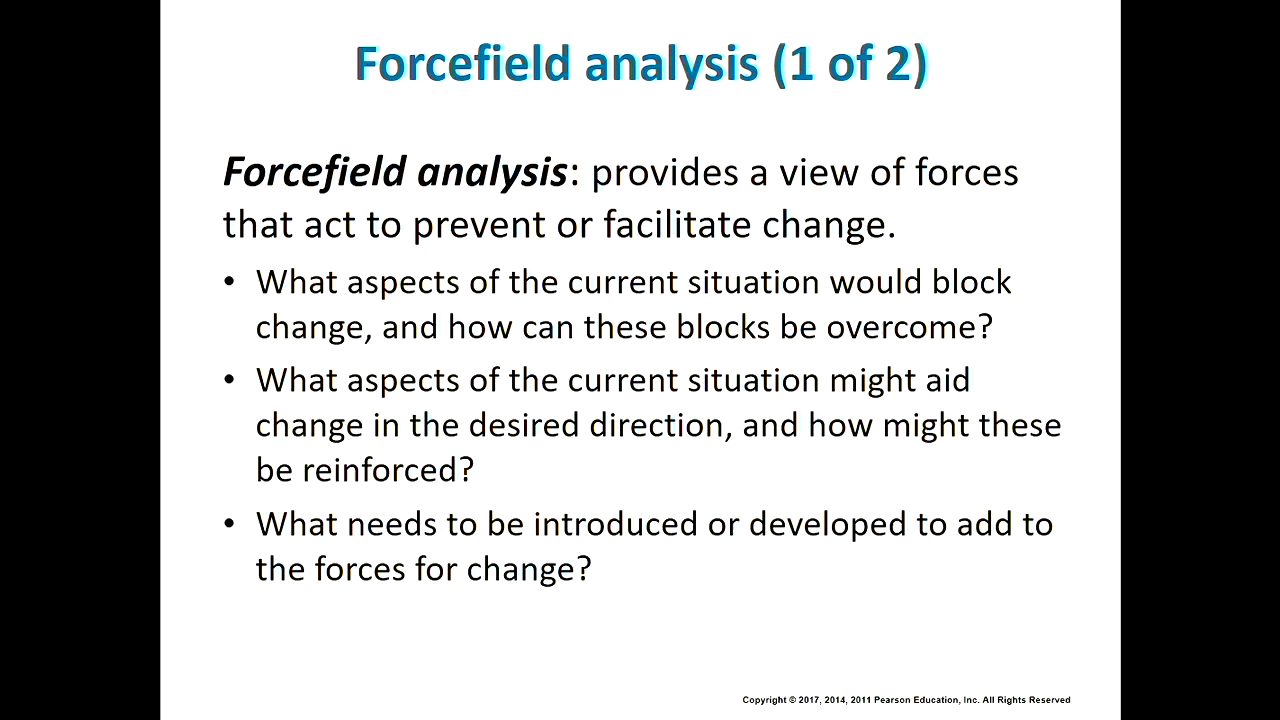 Forcefield analysis (1 of 2)
Forcefield analysis: provides a view of forces
that act to prevent or facilitate change.
• What aspects of the current situation would block
change, and how can these blocks be overcome?
• What aspects of the current situation might aid
change in the desired direction, and how might these
be reinforced?
• What needs to be introduced or developed to add to
the forces for change?
Copyright © 2017, 2014, 2011 Pearson Education, Inc. All Rights Reserved